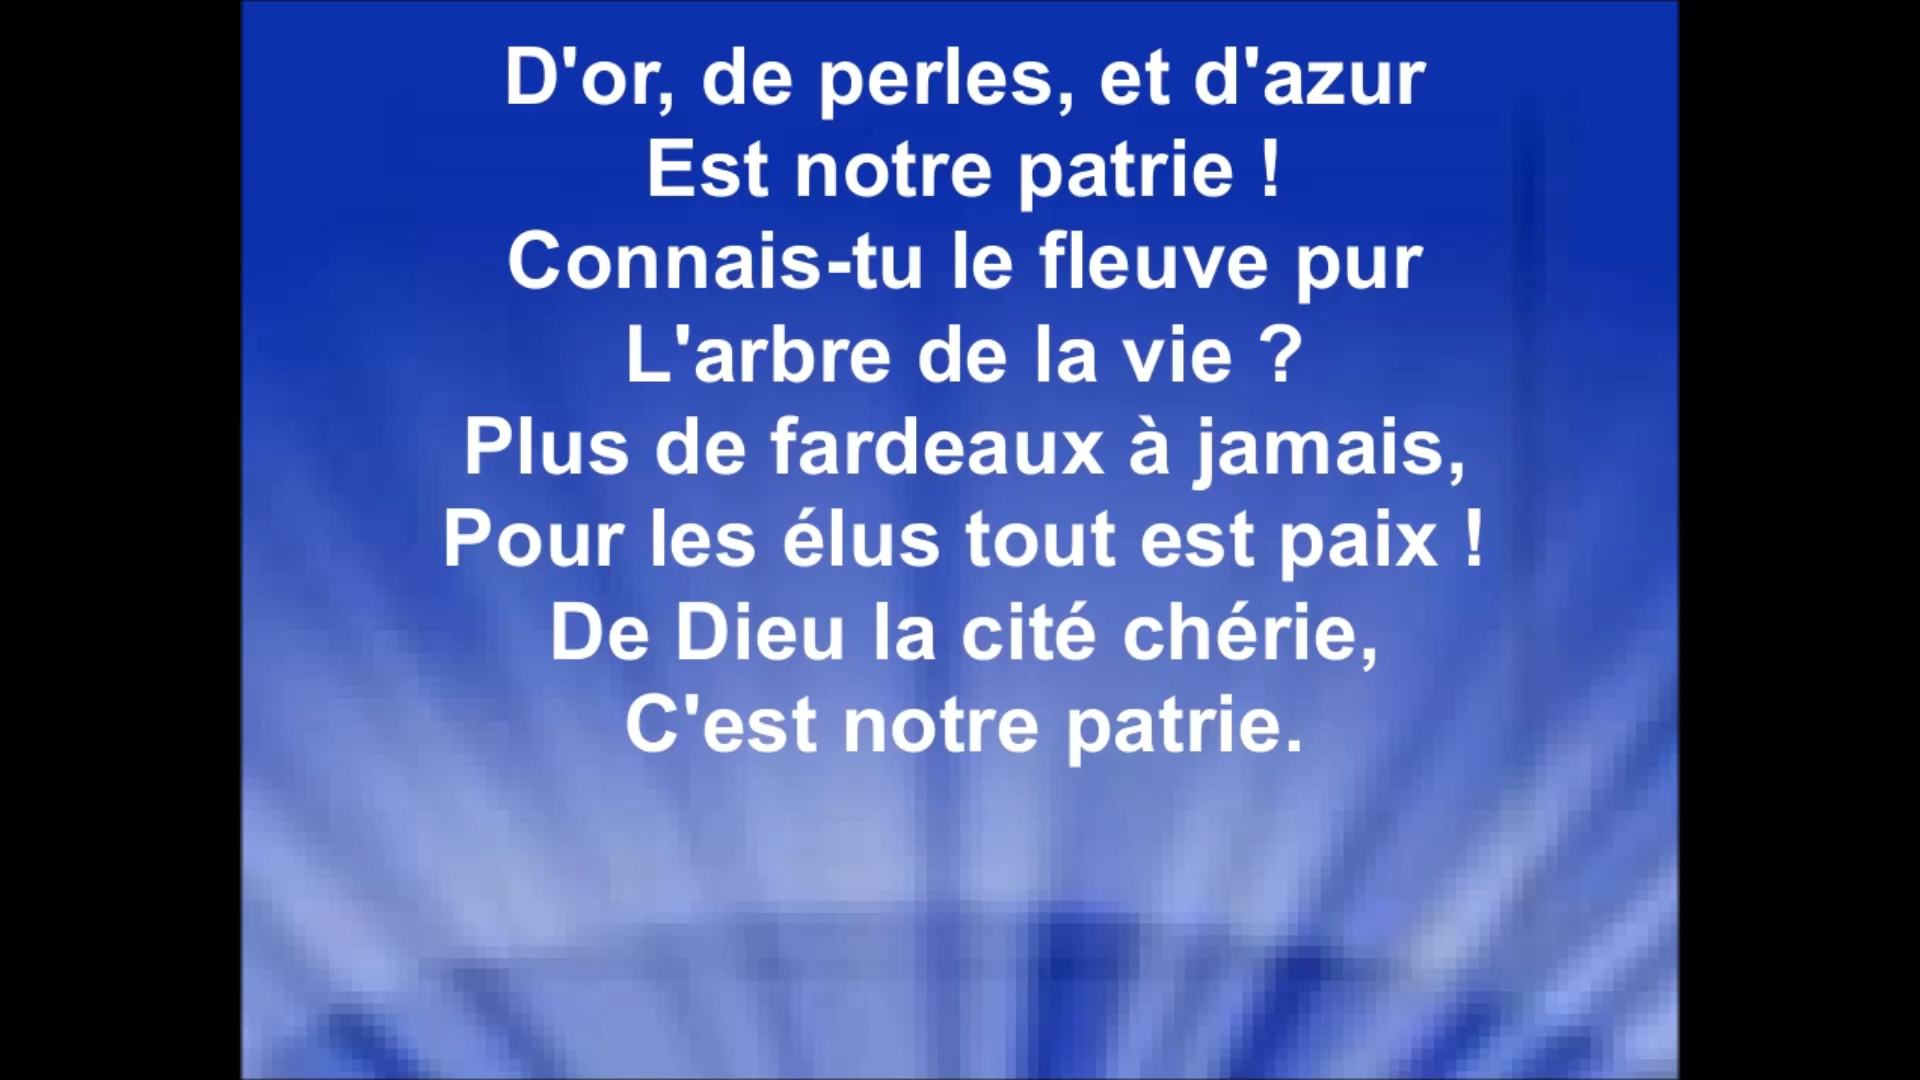 D'or, de perles, et d'azur
Est notre patrie !
Connais-tu le fleuve pur
L'arbre de la vie ?
Plus de fardeaux à jamais,
Pour les élus tout est paix !
De Dieu la cité chérie,
C'est notre patrie.